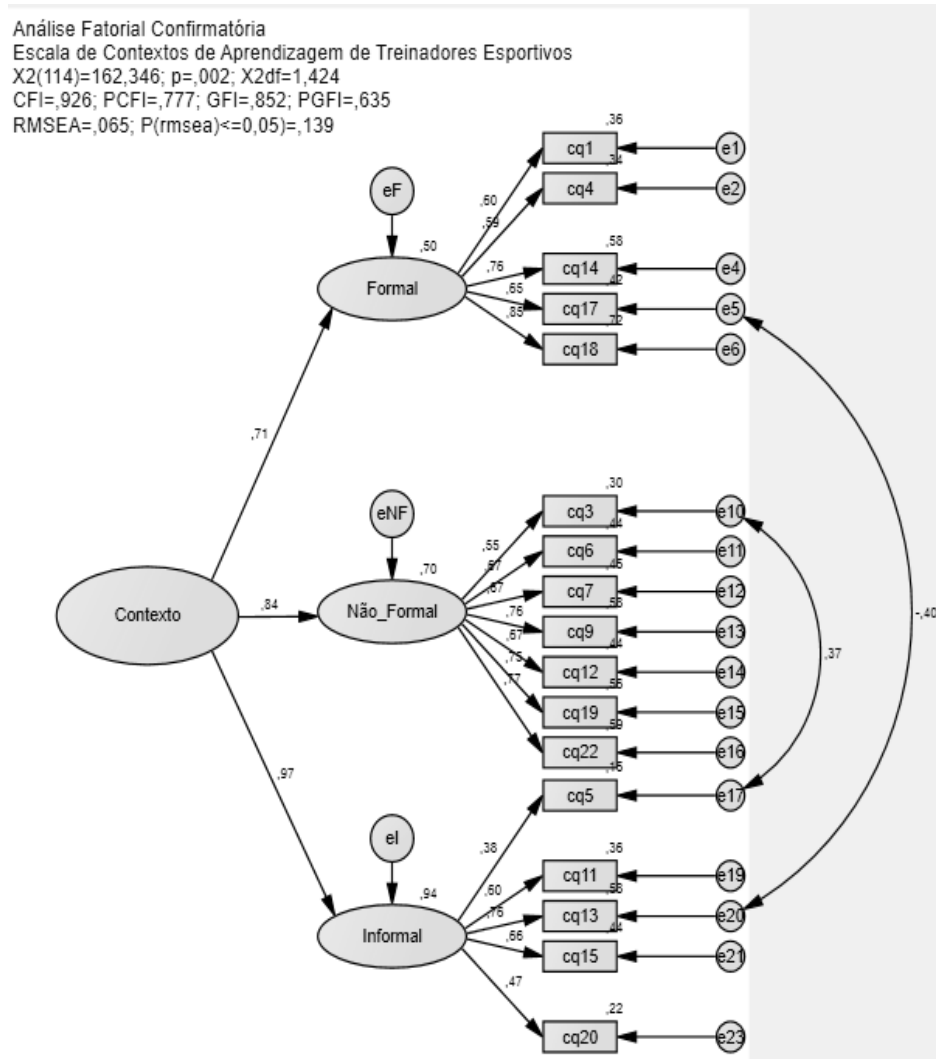 Análise Fatorial Confirmatória
Escala de Contextos de Aprendizagem de Treinadores Esportivos
X2(114)=162,346; p=,002; X2df=1,424
CFI=,926; PCFI=,777; GFI=,852; PGFI=,635
RMSEA=,065; P(rmsea)<=0,05)=,139
,36
cq1
e1
,34
cq4
e2
eF
,60
,59
,50
Formal
,58
,76
cq14
e4
,42
,65
cq17
e5
,72
,85
cq18
e6
,71
,30
cq3
e10
eNF
,44
,55
cq6
e11
,70
,67
,45
cq7
e12
Não_Formal
,67
,58
,76
cq9
e13
Contexto
,84
-,40
,67
,44
cq12
e14
,37
,75
,55
cq19
e15
,77
,59
cq22
e16
,15
cq5
e17
,97
eI
,38
,36
cq11
e19
,60
,94
,58
,76
cq13
e20
Informal
,44
,66
cq15
e21
,47
,22
cq20
e23